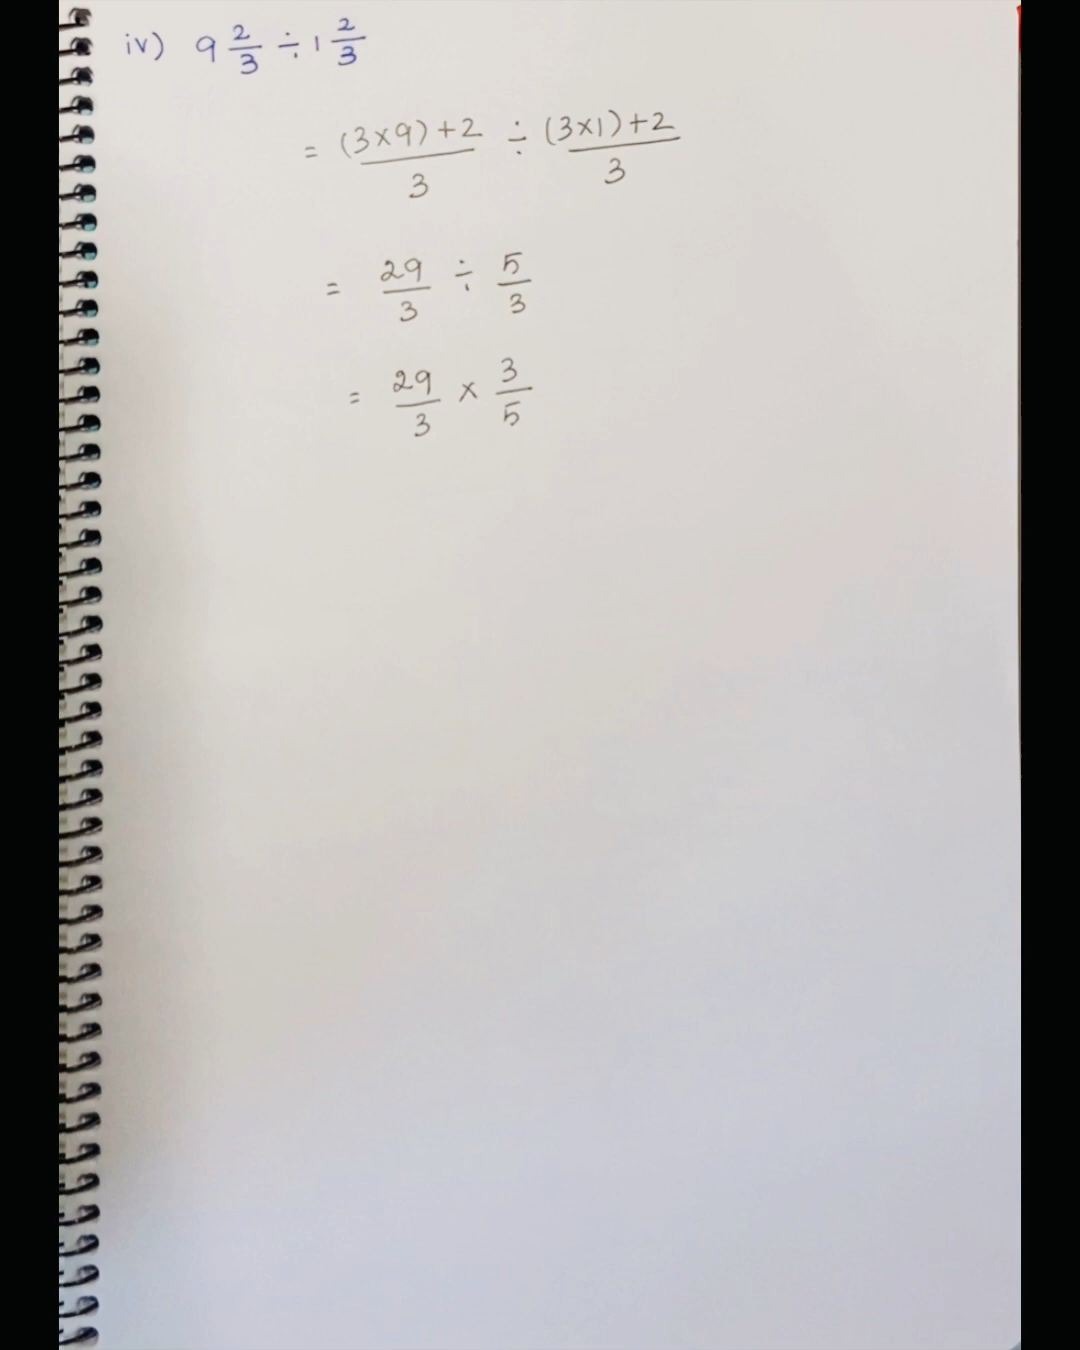 iv) 9 2/3 ÷ 1 2/3
= (3×9)+2/3 ÷ (3×1)+2/3
= 29/3 ÷ 5/3
= 29/3 × 3/5